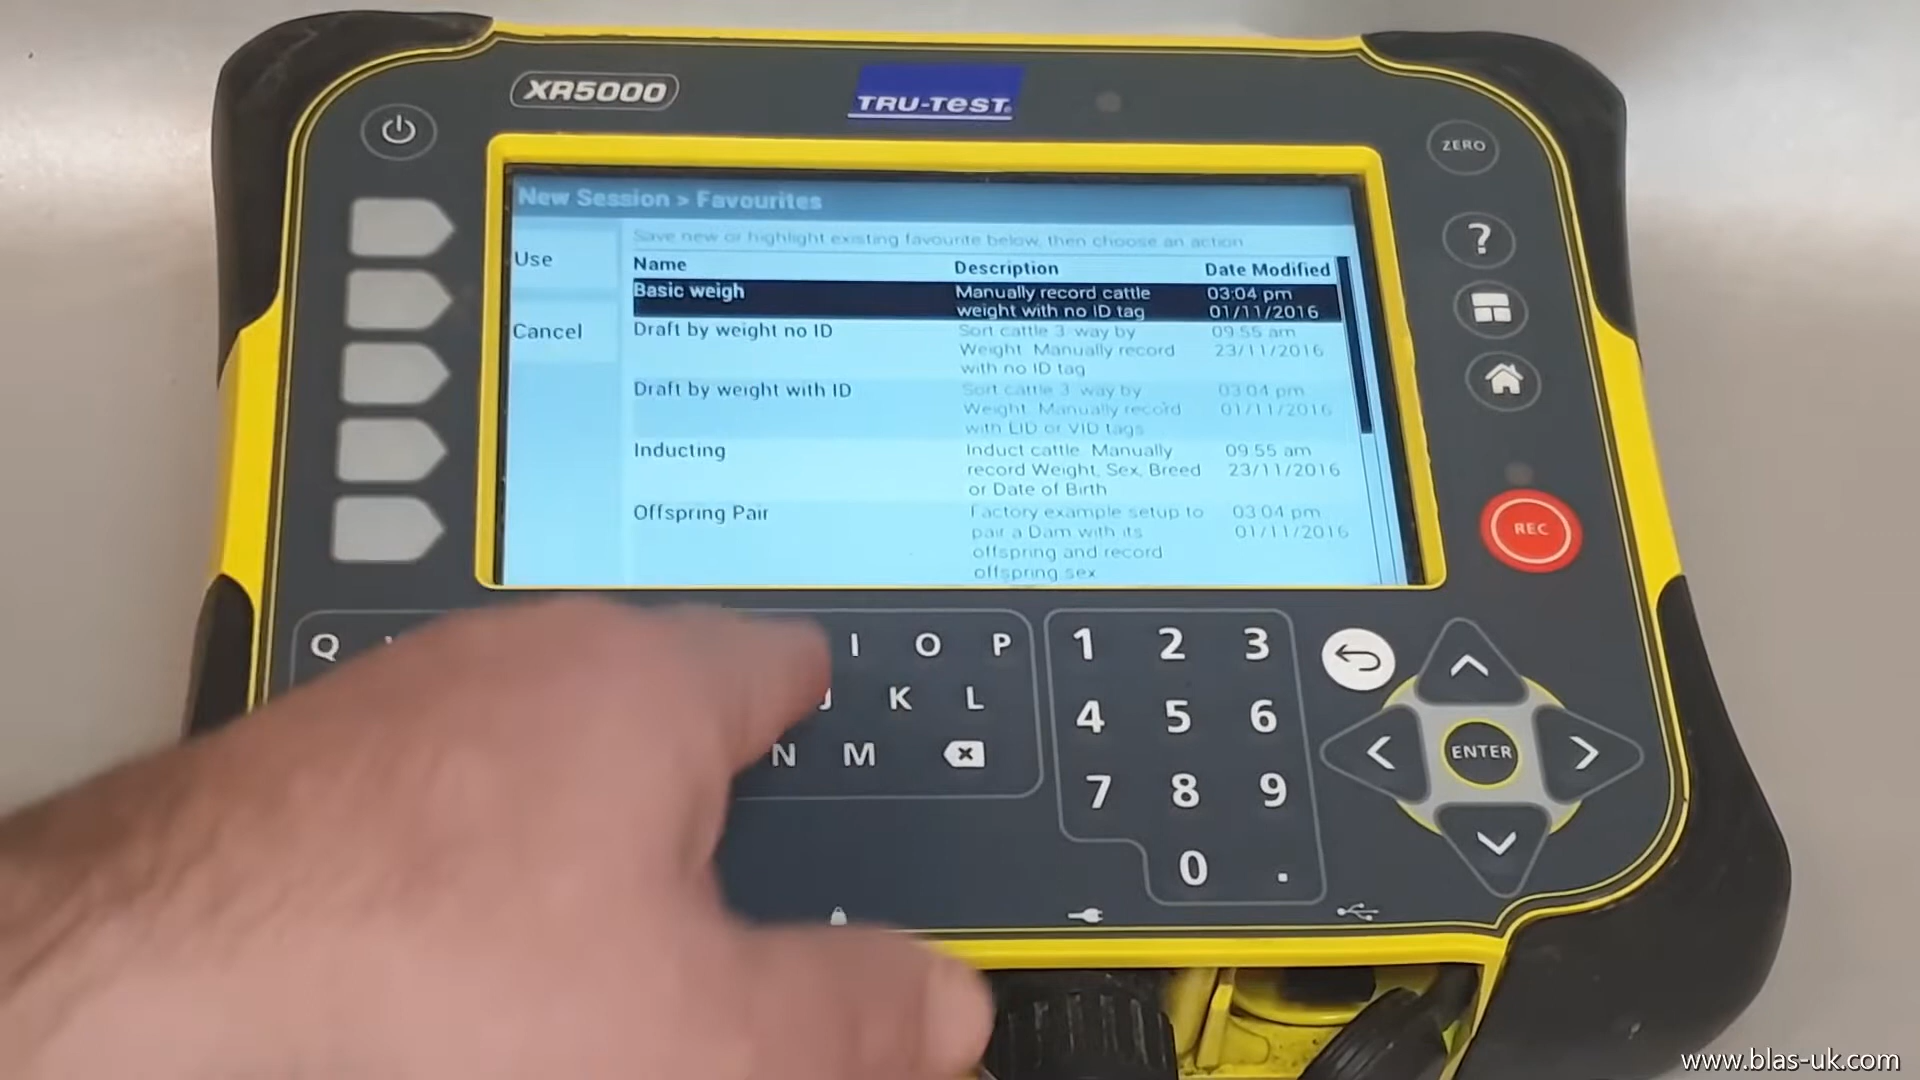 XR5000
TRU-TEST
ZERO
?
New Session > Favourites
Save new or highlight existing favourite below, then choose an action
Use
Cancel
Name Description Date Modified
Basic weigh Manually record cattle 03:04 pm
weight with no ID tag 01/11/2016
Draft by weight no ID Sort cattle 3 way by 09:55 am
Weight. Manually record 23/11/2016
with no ID tag
Draft by weight with ID Sort cattle 3 way by 03:04 pm
Weight. Manually record 01/11/2016
with LID or VID tags
Inducting Induct cattle. Manually 09:55 am
record Weight, Sex, Breed 23/11/2016
or Date of Birth
Offspring Pair Factory example setup to 03:04 pm
pair a Dam with its 01/11/2016
offspring and record
offspring sex
REC
Q I O P
J K L
N M
1 2 3
4 5 6
7 8 9
0 .
ENTER
www.blas-uk.com